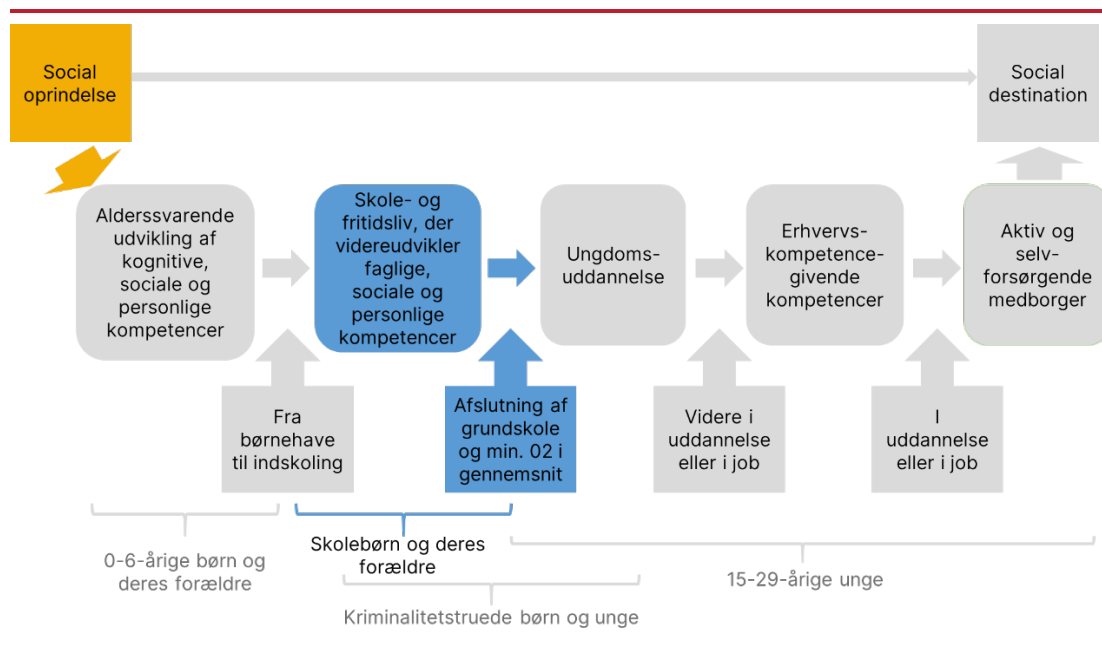 Social
oprindelse
Social
destination
Alderssvarende
udvikling af
kognitive,
sociale og
personlige
kompetencer
Skole- og
fritidsliv, der
videreudvikler
faglige,
sociale og
personlige
kompetencer
Ungdoms-
uddannelse
Erhvervs-
kompetence-
givende
kompetencer
Aktiv og
selv-
forsørgende
medborger
Fra
børnehave
til indskoling
Afslutning af
grundskole
og min. 02 i
gennemsnit
Videre i
uddannelse
eller i job
I
uddannelse
eller i job
0-6-årige børn og
deres forældre
Skolebørn og deres
forældre
15-29-årige unge
Kriminalitetstruede børn og unge